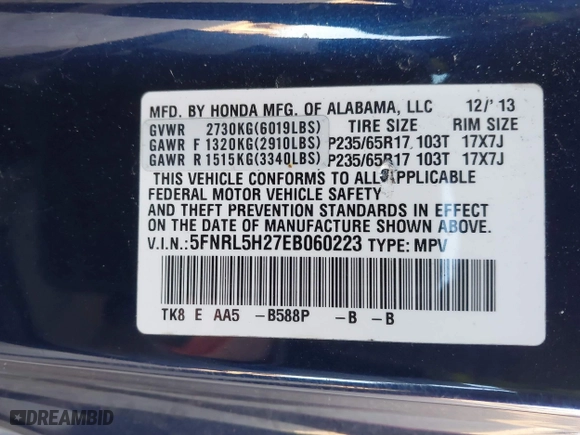 MFD. BY HONDA MFG. OF ALABAMA, LLC 12/'13
GVWR 2730KG(6019LBS) TIRE SIZE RIM SIZE
GAWR F 1320KG(2910LBS) P235/65R17 103T 17X7J
GAWR R 1515KG(3340LBS) P235/65R17 103T 17X7J
THIS VEHICLE CONFORMS TO ALL APPLICABLE
FEDERAL MOTOR VEHICLE SAFETY
AND THEFT PREVENTION STANDARDS IN EFFECT
ON THE DATE OF MANUFACTURE SHOWN ABOVE.
V.I.N.:5FNRL5H27EB060223 TYPE: MPV
TK8 E AA5 -B588P -B -B
DREAMBID